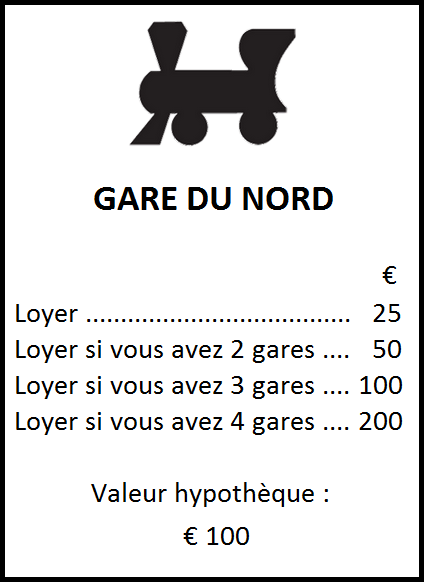 GARE DU NORD
€
Loyer ...................................... 25
Loyer si vous avez 2 gares .... 50
Loyer si vous avez 3 gares .... 100
Loyer si vous avez 4 gares .... 200
Valeur hypothèque :
€ 100